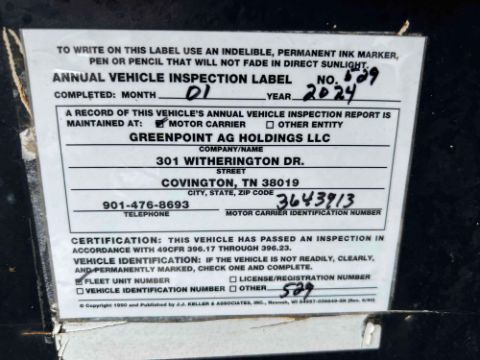 TO WRITE ON THIS LABEL USE AN INDELIBLE, PERMANENT INK MARKER,
PEN OR PENCIL THAT WILL NOT FADE IN DIRECT SUNLIGHT.
ANNUAL VEHICLE INSPECTION LABEL NO. 529
COMPLETED: MONTH 01 YEAR 2024
A RECORD OF THIS VEHICLE'S ANNUAL VEHICLE INSPECTION REPORT IS
MAINTAINED AT: MOTOR CARRIER OTHER ENTITY
GREENPOINT AG HOLDINGS LLC
COMPANY/NAME
301 WITHERINGTON DR.
STREET
COVINGTON, TN 38019
CITY, STATE, ZIP CODE
901-476-8693 3643913
TELEPHONE MOTOR CARRIER IDENTIFICATION NUMBER
CERTIFICATION: THIS VEHICLE HAS PASSED AN INSPECTION IN
ACCORDANCE WITH 49CFR 396.17 THROUGH 396.23.
VEHICLE IDENTIFICATION: IF THE VEHICLE IS NOT READILY, CLEARLY,
AND PERMANENTLY MARKED, CHECK ONE AND COMPLETE.
FLEET UNIT NUMBER LICENSE/REGISTRATION NUMBER
VEHICLE IDENTIFICATION NUMBER OTHER 529
© Copyright 1990 and Published by J.J. KELLER & ASSOCIATES, INC., Neenah, WI